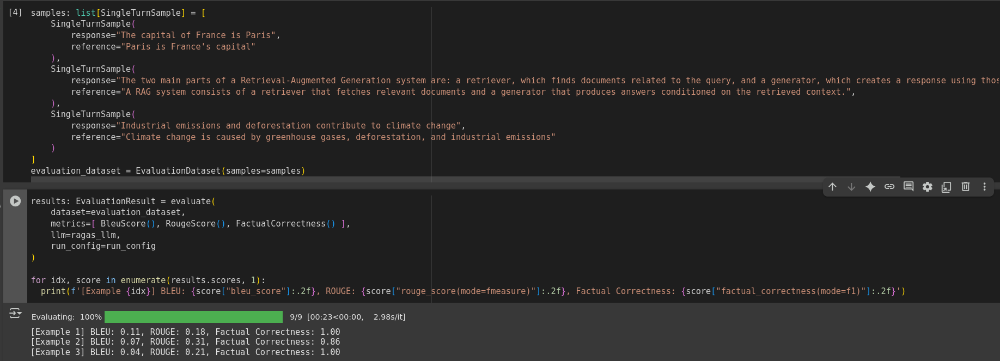 [4] samples: list[SingleTurnSample] = [
SingleTurnSample(
response="The capital of France is Paris",
reference="Paris is France's capital"
),
SingleTurnSample(
response="The two main parts of a Retrieval-Augmented Generation system are: a retriever, which finds documents related to the query, and a generator, which creates a response using thos
reference="A RAG system consists of a retriever that fetches relevant documents and a generator that produces answers conditioned on the retrieved context.",
),
SingleTurnSample(
response="Industrial emissions and deforestation contribute to climate change",
reference="Climate change is caused by greenhouse gases, deforestation, and industrial emissions"
)
]
evaluation_dataset = EvaluationDataset(samples=samples)
results: EvaluationResult = evaluate(
dataset=evaluation_dataset,
metrics=[ BleuScore(), RougeScore(), FactualCorrectness() ],
llm=ragas_llm,
run_config=run_config
)
for idx, score in enumerate(results.scores, 1):
print(f'[Example {idx}] BLEU: {score["bleu_score"]:.2f}, ROUGE: {score["rouge_score(mode=fmeasure)"]:.2f}, Factual Correctness: {score["factual_correctness(mode=f1)"]:.2f}')
Evaluating: 100% 9/9 [00:23<00:00, 2.98s/it]
[Example 1] BLEU: 0.11, ROUGE: 0.18, Factual Correctness: 1.00
[Example 2] BLEU: 0.07, ROUGE: 0.31, Factual Correctness: 0.86
[Example 3] BLEU: 0.04, ROUGE: 0.21, Factual Correctness: 1.00